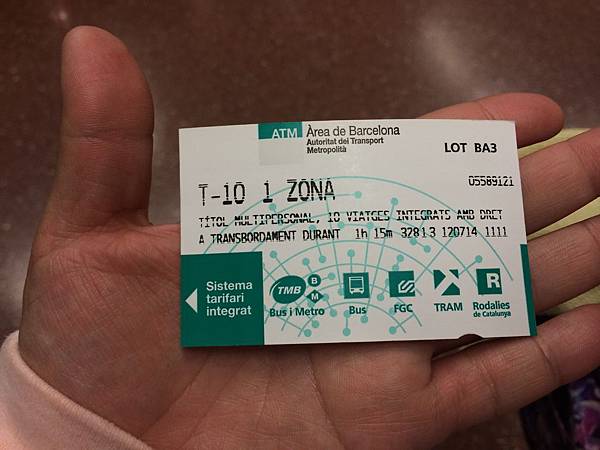 ATM Àrea de Barcelona
Autoritat del Transport
Metropolità
LOT BA3
T-10 1 ZONA
05589121
TÍTOL MULTIPERSONAL, 10 VIATGES INTEGRATS AMB DRET
A TRANSBORDAMENT DURANT 1h 15m 32813 120714 1111
Sistema
tarifari
integrat
TMB B M
Bus i Metro
Bus
FGC
TRAM
R
Rodalies
de Catalunya